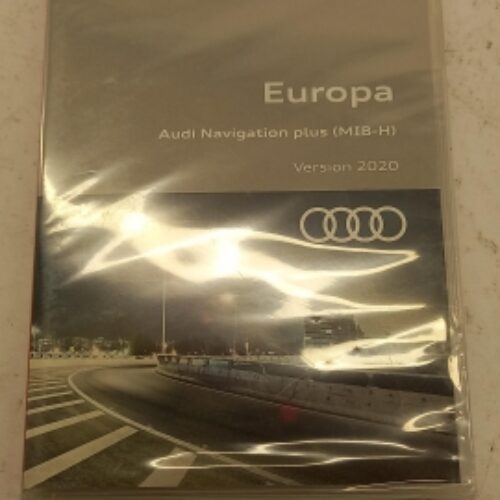 Europa
Audi Navigation plus (MIB-H)
Version 2020